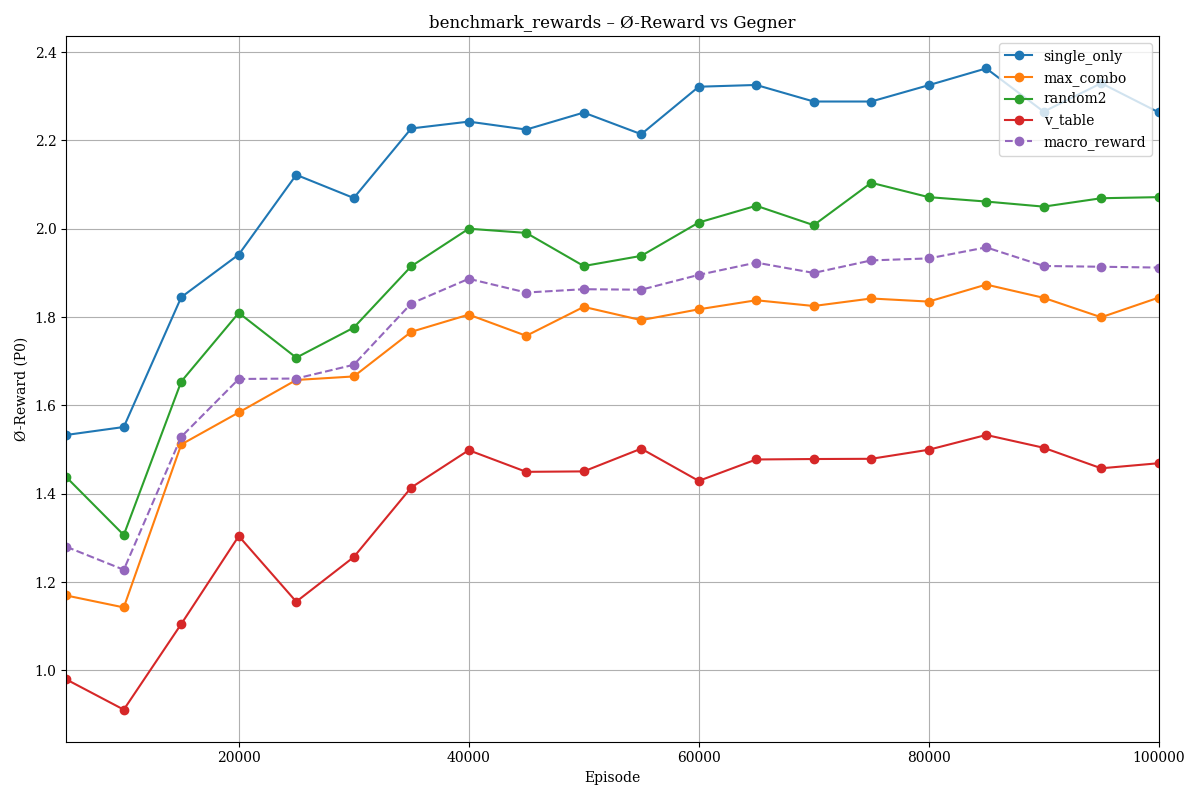 benchmark_rewards – Ø-Reward vs Gegner
single_only
max_combo
random2
v_table
macro_reward
Ø-Reward (P0)
2.4
2.2
2.0
1.8
1.6
1.4
1.2
1.0
20000
40000
60000
80000
100000
Episode